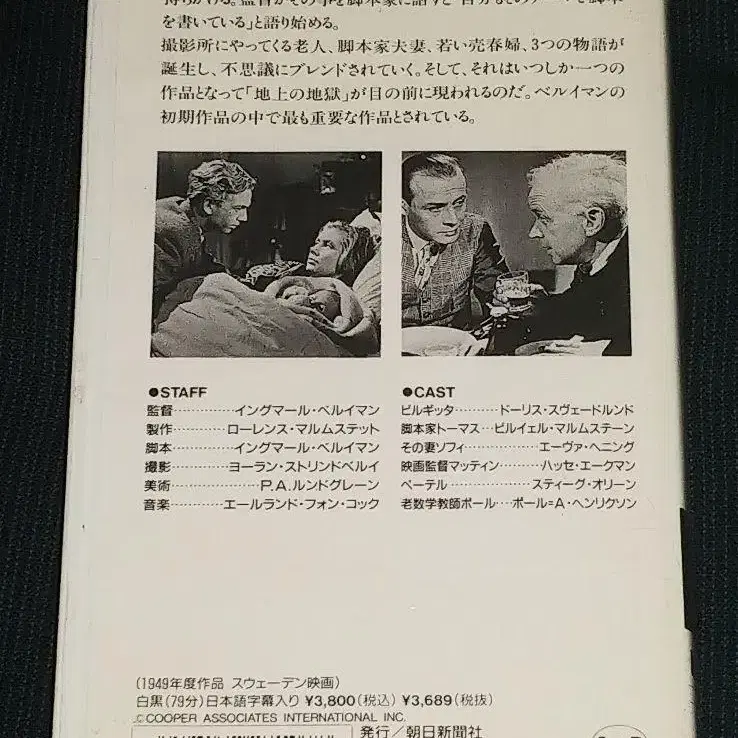 を書いている」と語り始める。
撮影所にやってくる老人、脚本家夫妻、若い売春婦、3つの物語が
誕生し、不思議にブレンドされていく。そして、それはいつしか一つの
作品となって「地上の地獄」が目の前に現われるのだ。ベルイマンの
初期作品の中で最も重要な作品とされている。
●STAFF
監督…………イングマール・ベルイマン
製作…………ローレンス・マルムステット
脚本…………イングマール・ベルイマン
撮影…………ヨーラン・ストリンドベルイ
美術………………P.A.ルンドグレーン
音楽…………エールランド・フォン・コック
●CAST
ビルギッタ………ドーリス・スヴェードルンド
脚本家トーマス…ビルイェル・マルムステーン
その妻ソフィ……………エーヴァ・ヘニング
映画監督マッティン………ハッセ・エークマン
ペーテル………………スティーグ・オリーン
老数学教師ポール…ポール=A・ヘンリクソン
(1949年度作品 スウェーデン映画)
白黒(79分)日本語字幕入り ¥3,800(税込) ¥3,689(税抜)
©COOPER ASSOCIATES INTERNATIONAL INC.
発行/朝日新聞社